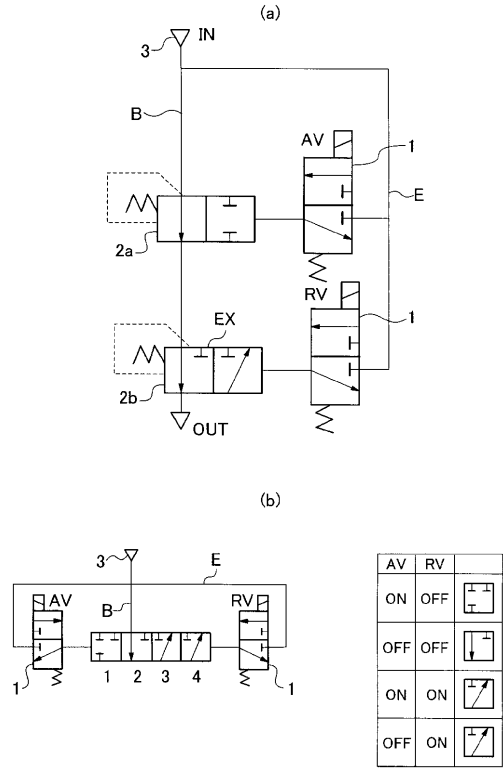 (a)
3 IN
B
AV 1
E
2a
RV
EX 1
2b
OUT
(b)
3 E
AV B RV
1 1 2 3 4 1
AV RV
ON OFF
OFF OFF
ON ON
OFF ON